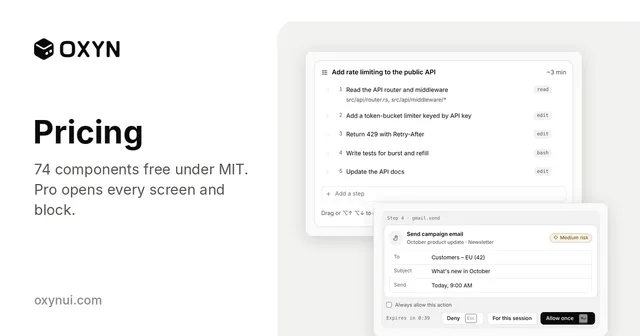 OXYN
Pricing
74 components free under MIT.
Pro opens every screen and
block.
oxynui.com
Add rate limiting to the public API
~3 min
1 Read the API router and middleware read
src/api/router.rs, src/api/middleware/*
2 Add a token-bucket limiter keyed by API key edit
3 Return 429 with Retry-After edit
4 Write tests for burst and refill bash
5 Update the API docs edit
+ Add a step
Drag or ⌥↑ ⌥↓ to
Step 4 · gmail.send
Send campaign email
October product update · Newsletter
Medium risk
To Customers – EU (42)
Subject What's new in October
Send Today, 9:00 AM
Always allow this action
Expires in 0:39 Deny Esc For this session Allow once